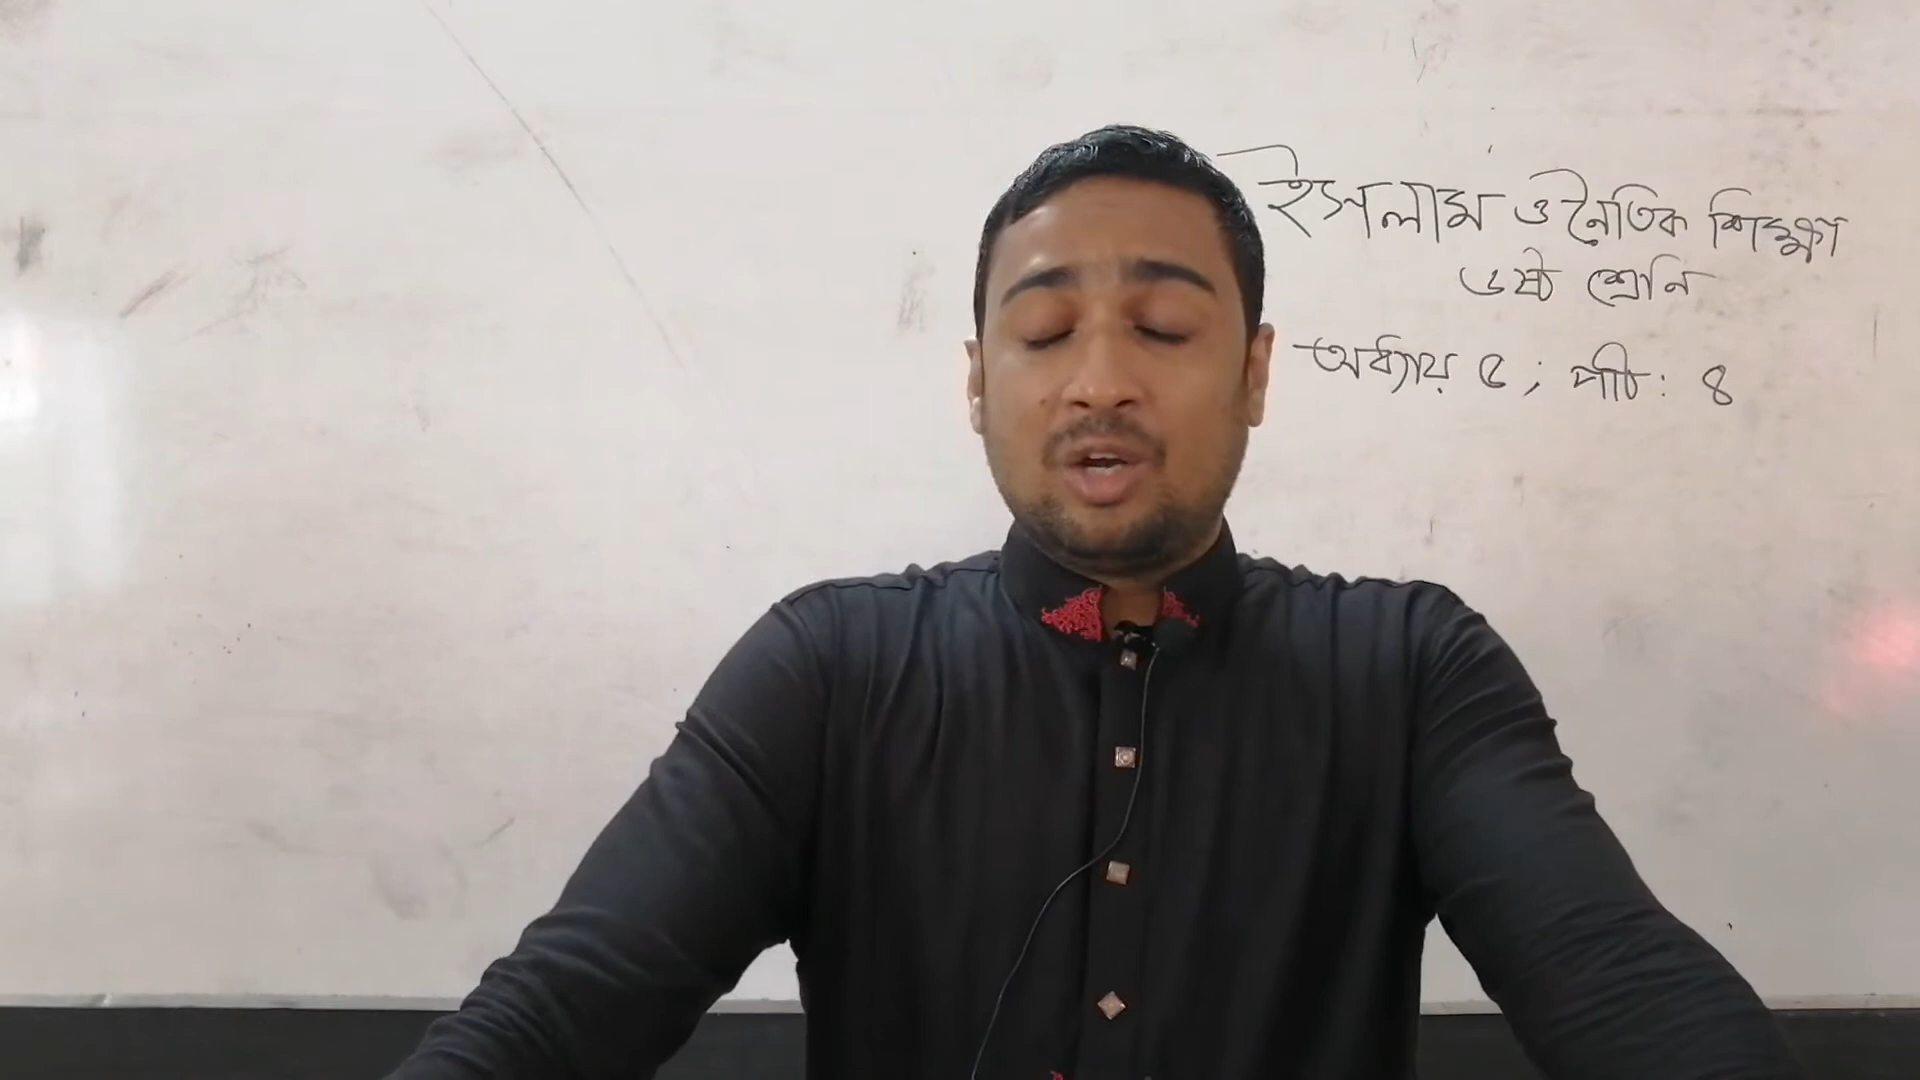 ইসলাম ও নৈতিক শিক্ষা
৬ষ্ঠ শ্রেনি
অধ্যায় ৫; পাঠ: ৪